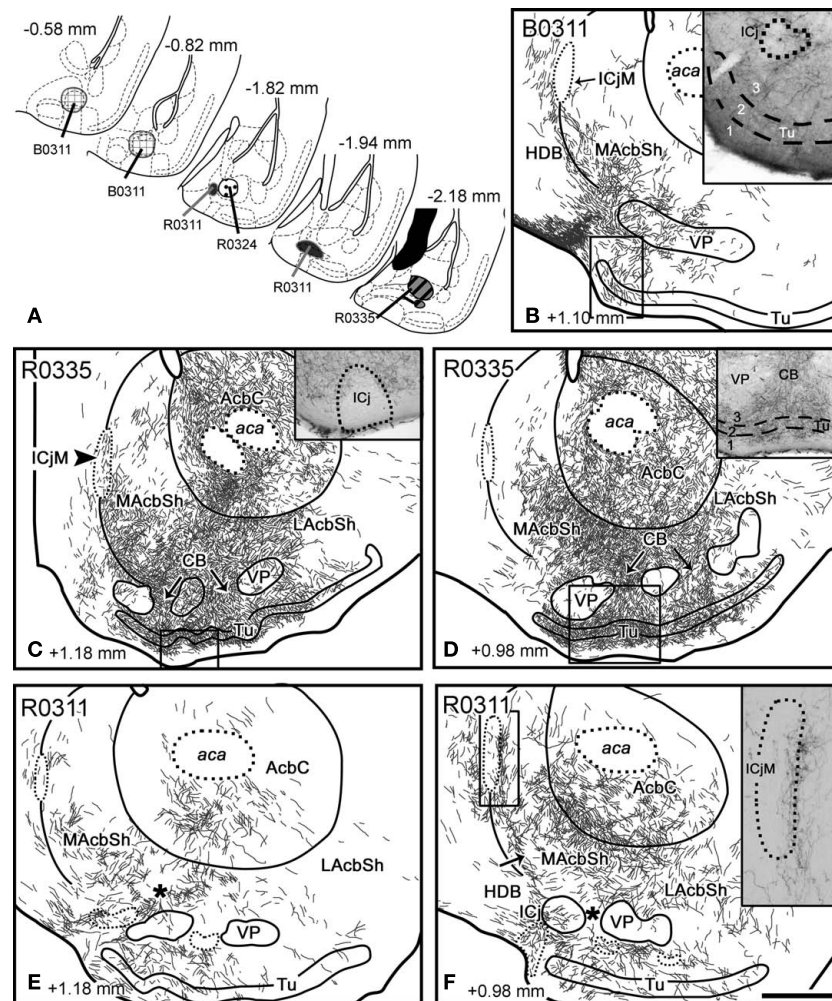 -0.58 mm
-0.82 mm
-1.82 mm
-1.94 mm
-2.18 mm
B0311
B0311
R0311
R0324
R0311
R0335
A
B0311
ICj
aca
ICjM
3
2
1
Tu
HDB
MAcbSh
VP
Tu
B
+1.10 mm
R0335
ICj
AcbC
aca
ICjM
MAcbSh
LAcbSh
CB
VP
Tu
C
+1.18 mm
R0335
VP
CB
3
2
1
Tu
aca
AcbC
LAcbSh
MAcbSh
CB
VP
Tu
D
+0.98 mm
R0311
aca
AcbC
MAcbSh
LAcbSh
*
VP
Tu
E
+1.18 mm
R0311
aca
ICjM
AcbC
MAcbSh
HDB
LAcbSh
ICj
*
VP
Tu
F
+0.98 mm